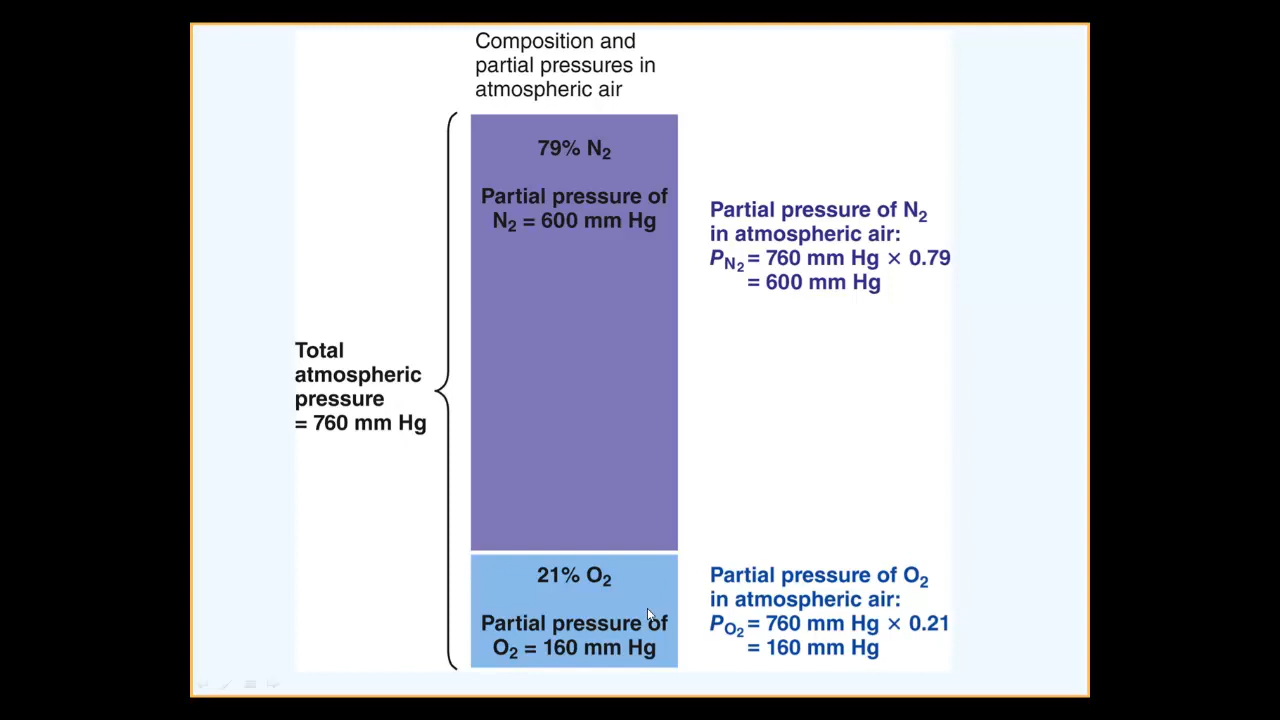 Composition and
partial pressures in
atmospheric air
79% N₂
Partial pressure of
N₂ = 600 mm Hg
Partial pressure of N₂
in atmospheric air:
P_N₂ = 760 mm Hg × 0.79
= 600 mm Hg
Total
atmospheric
pressure
= 760 mm Hg
21% O₂
Partial pressure of
O₂ = 160 mm Hg
Partial pressure of O₂
in atmospheric air:
P_O₂ = 760 mm Hg × 0.21
= 160 mm Hg